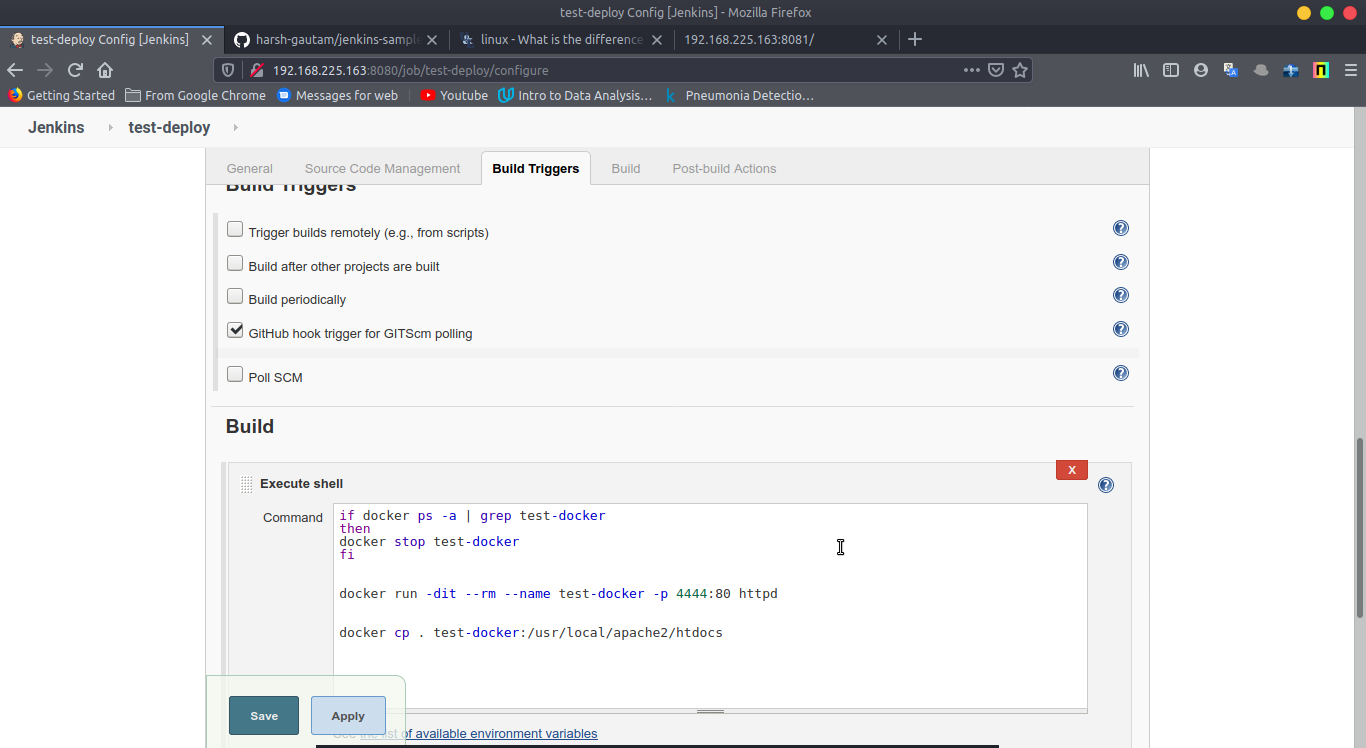 test-deploy Config [Jenkins] - Mozilla Firefox
test-deploy Config [Jenkins]
harsh-gautam/jenkins-sampl
linux - What is the difference
192.168.225.163:8081/
192.168.225.163:8080/job/test-deploy/configure
Getting Started
From Google Chrome
Messages for web
Youtube
Intro to Data Analysis...
Pneumonia Detectio...
Jenkins
test-deploy
General
Source Code Management
Build Triggers
Build
Post-build Actions
Build Triggers
Trigger builds remotely (e.g., from scripts)
Build after other projects are built
Build periodically
GitHub hook trigger for GITScm polling
Poll SCM
Build
X
Execute shell
Command
if docker ps -a | grep test-docker
then
docker stop test-docker
fi
docker run -dit --rm --name test-docker -p 4444:80 httpd
docker cp . test-docker:/usr/local/apache2/htdocs
Save
Apply
See the list of available environment variables